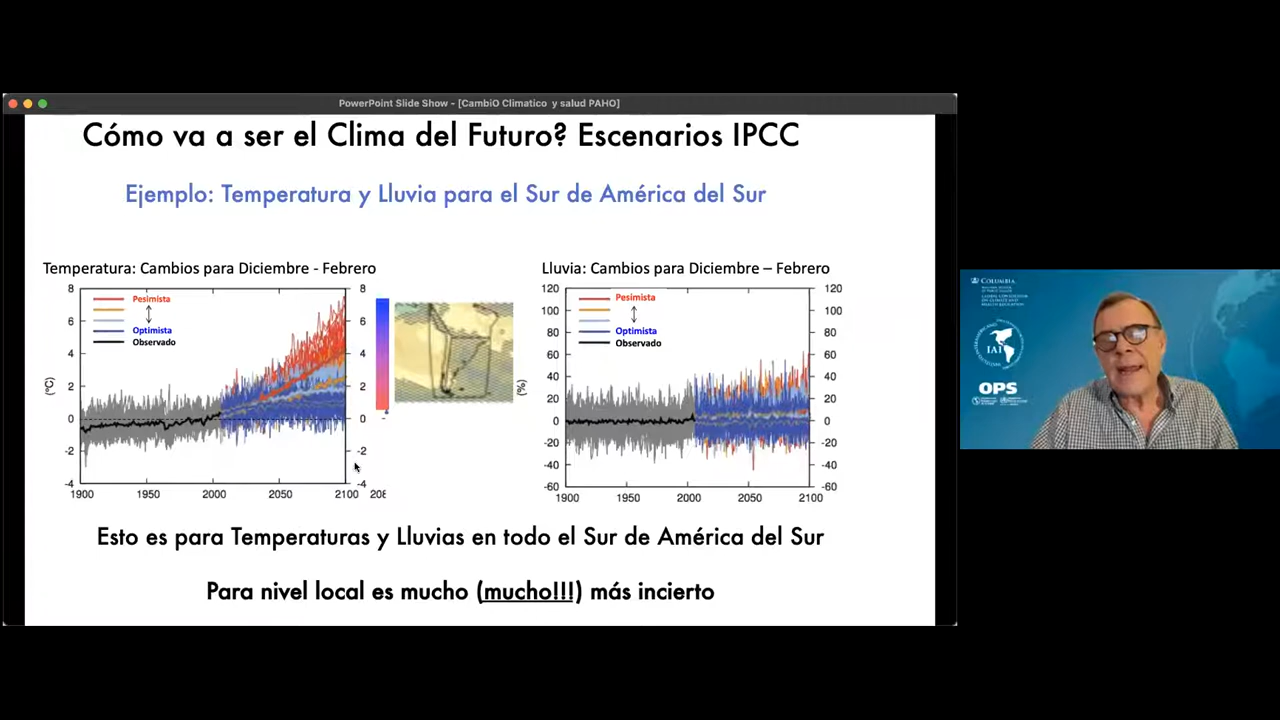 PowerPoint Slide Show - [CambiO Climatico y salud PAHO]
Cómo va a ser el Clima del Futuro? Escenarios IPCC
Ejemplo: Temperatura y Lluvia para el Sur de América del Sur
Temperatura: Cambios para Diciembre - Febrero
8
6
4
2
0
-2
-4
(°C)
Pesimista
Optimista
Observado
8
6
4
2
0
-2
-4
1900
1950
2000
2050
2100
208
Lluvia: Cambios para Diciembre – Febrero
120
100
80
60
40
20
0
-20
-40
-60
(%)
Pesimista
Optimista
Observado
120
100
80
60
40
20
0
-20
-40
-60
1900
1950
2000
2050
2100
Esto es para Temperaturas y Lluvias en todo el Sur de América del Sur
Para nivel local es mucho (mucho!!!) más incierto
COLUMBIA
IAI
OPS